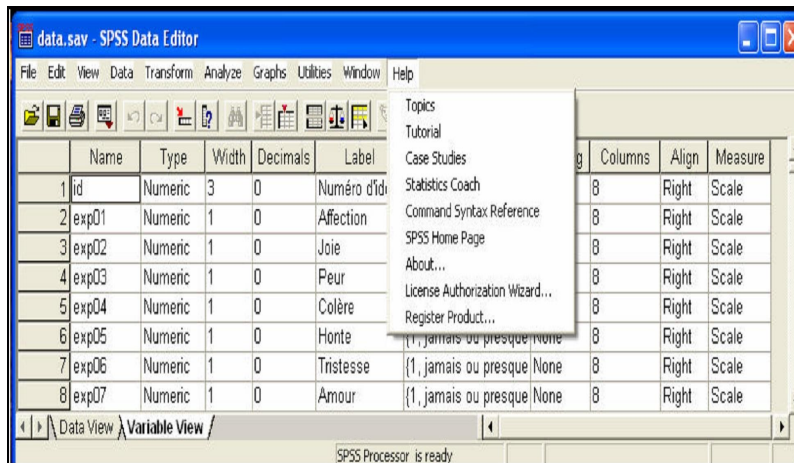 data.sav - SPSS Data Editor
File Edit View Data Transform Analyze Graphs Utilities Window Help
Topics
Tutorial
Case Studies
Statistics Coach
Command Syntax Reference
SPSS Home Page
About...
License Authorization Wizard...
Register Product...
Name Type Width Decimals Label g Columns Align Measure
1 id Numeric 3 0 Numéro d'ide 8 Right Scale
2 exp01 Numeric 1 0 Affection 8 Right Scale
3 exp02 Numeric 1 0 Joie 8 Right Scale
4 exp03 Numeric 1 0 Peur 8 Right Scale
5 exp04 Numeric 1 0 Colère 8 Right Scale
6 exp05 Numeric 1 0 Honte {1, jamais ou presque None 8 Right Scale
7 exp06 Numeric 1 0 Tristesse {1, jamais ou presque None 8 Right Scale
8 exp07 Numeric 1 0 Amour {1, jamais ou presque None 8 Right Scale
Data View Variable View
SPSS Processor is ready